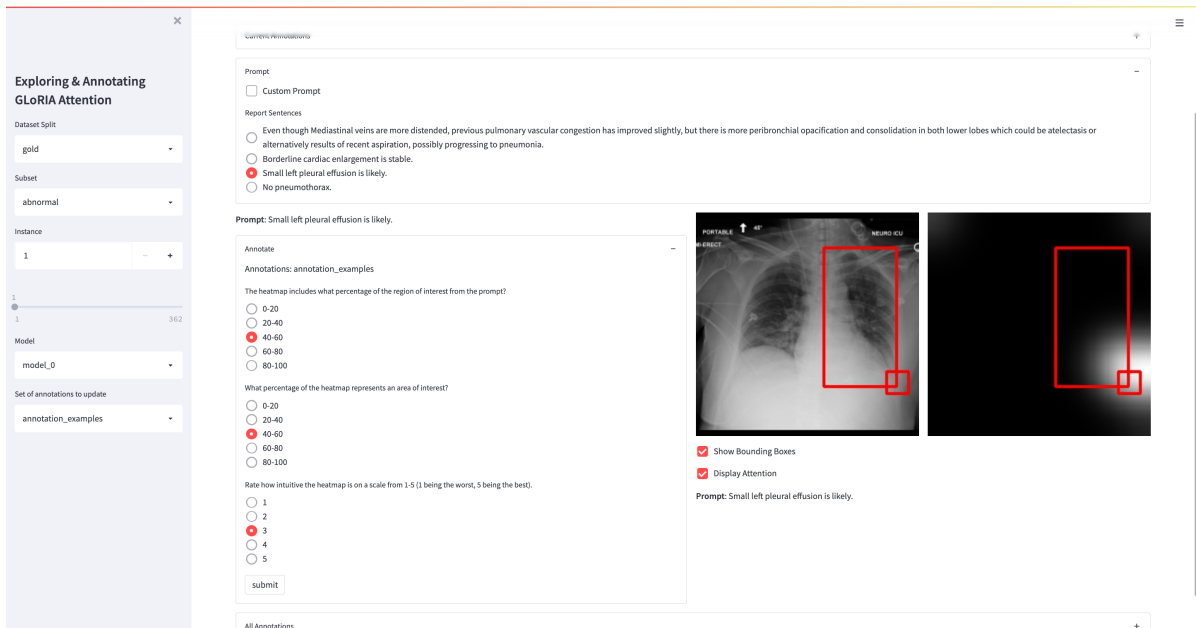 ×
☰
Exploring & Annotating
GLoRIA Attention
Dataset Split
gold
Subset
abnormal
Instance
1
− +
1
1 362
Model
model_0
Set of annotations to update
annotation_examples
Current Annotations
+
Prompt
−
Custom Prompt
Report Sentences
Even though Mediastinal veins are more distended, previous pulmonary vascular congestion has improved slightly, but there is more peribronchial opacification and consolidation in both lower lobes which could be atelectasis or
alternatively results of recent aspiration, possibly progressing to pneumonia.
Borderline cardiac enlargement is stable.
Small left pleural effusion is likely.
No pneumothorax.
Prompt: Small left pleural effusion is likely.
Annotate
−
Annotations: annotation_examples
The heatmap includes what percentage of the region of interest from the prompt?
0-20
20-40
40-60
60-80
80-100
What percentage of the heatmap represents an area of interest?
0-20
20-40
40-60
60-80
80-100
Rate how intuitive the heatmap is on a scale from 1-5 (1 being the worst, 5 being the best).
1
2
3
4
5
submit
PORTABLE 45° NEURO ICU
MI-ERECT
Show Bounding Boxes
Display Attention
Prompt: Small left pleural effusion is likely.
All Annotations
+